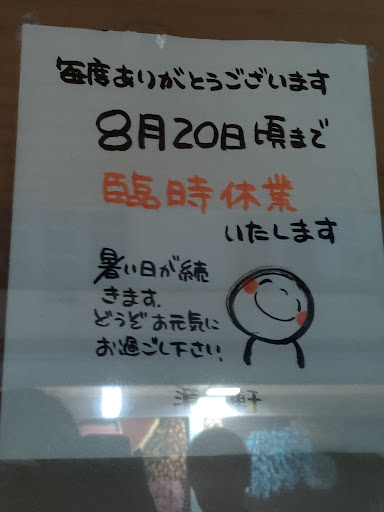 毎度ありがとうございます
8月20日頃まで
臨時休業
いたします
暑い日が続
きます.
どうぞお元気に
お過ごし下さい.
軒